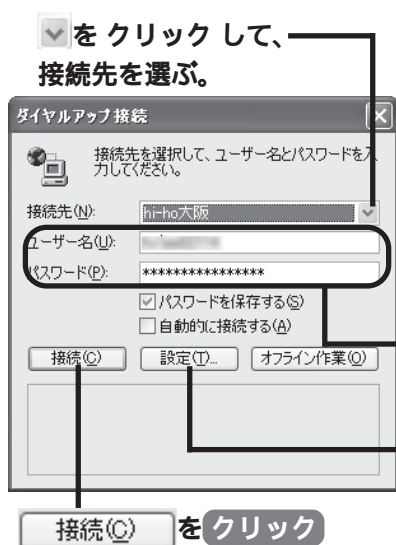 を クリック して、
接続先を選ぶ。
ダイヤルアップ接続
接続先を選択して、ユーザー名とパスワードを入
力してください。
接続先(N):
hi-ho大阪
ユーザー名(U):
パスワード(P):
****************
パスワードを保存する(S)
自動的に接続する(A)
接続(C) 設定(T)... オフライン作業(O)
接続(C) を クリック